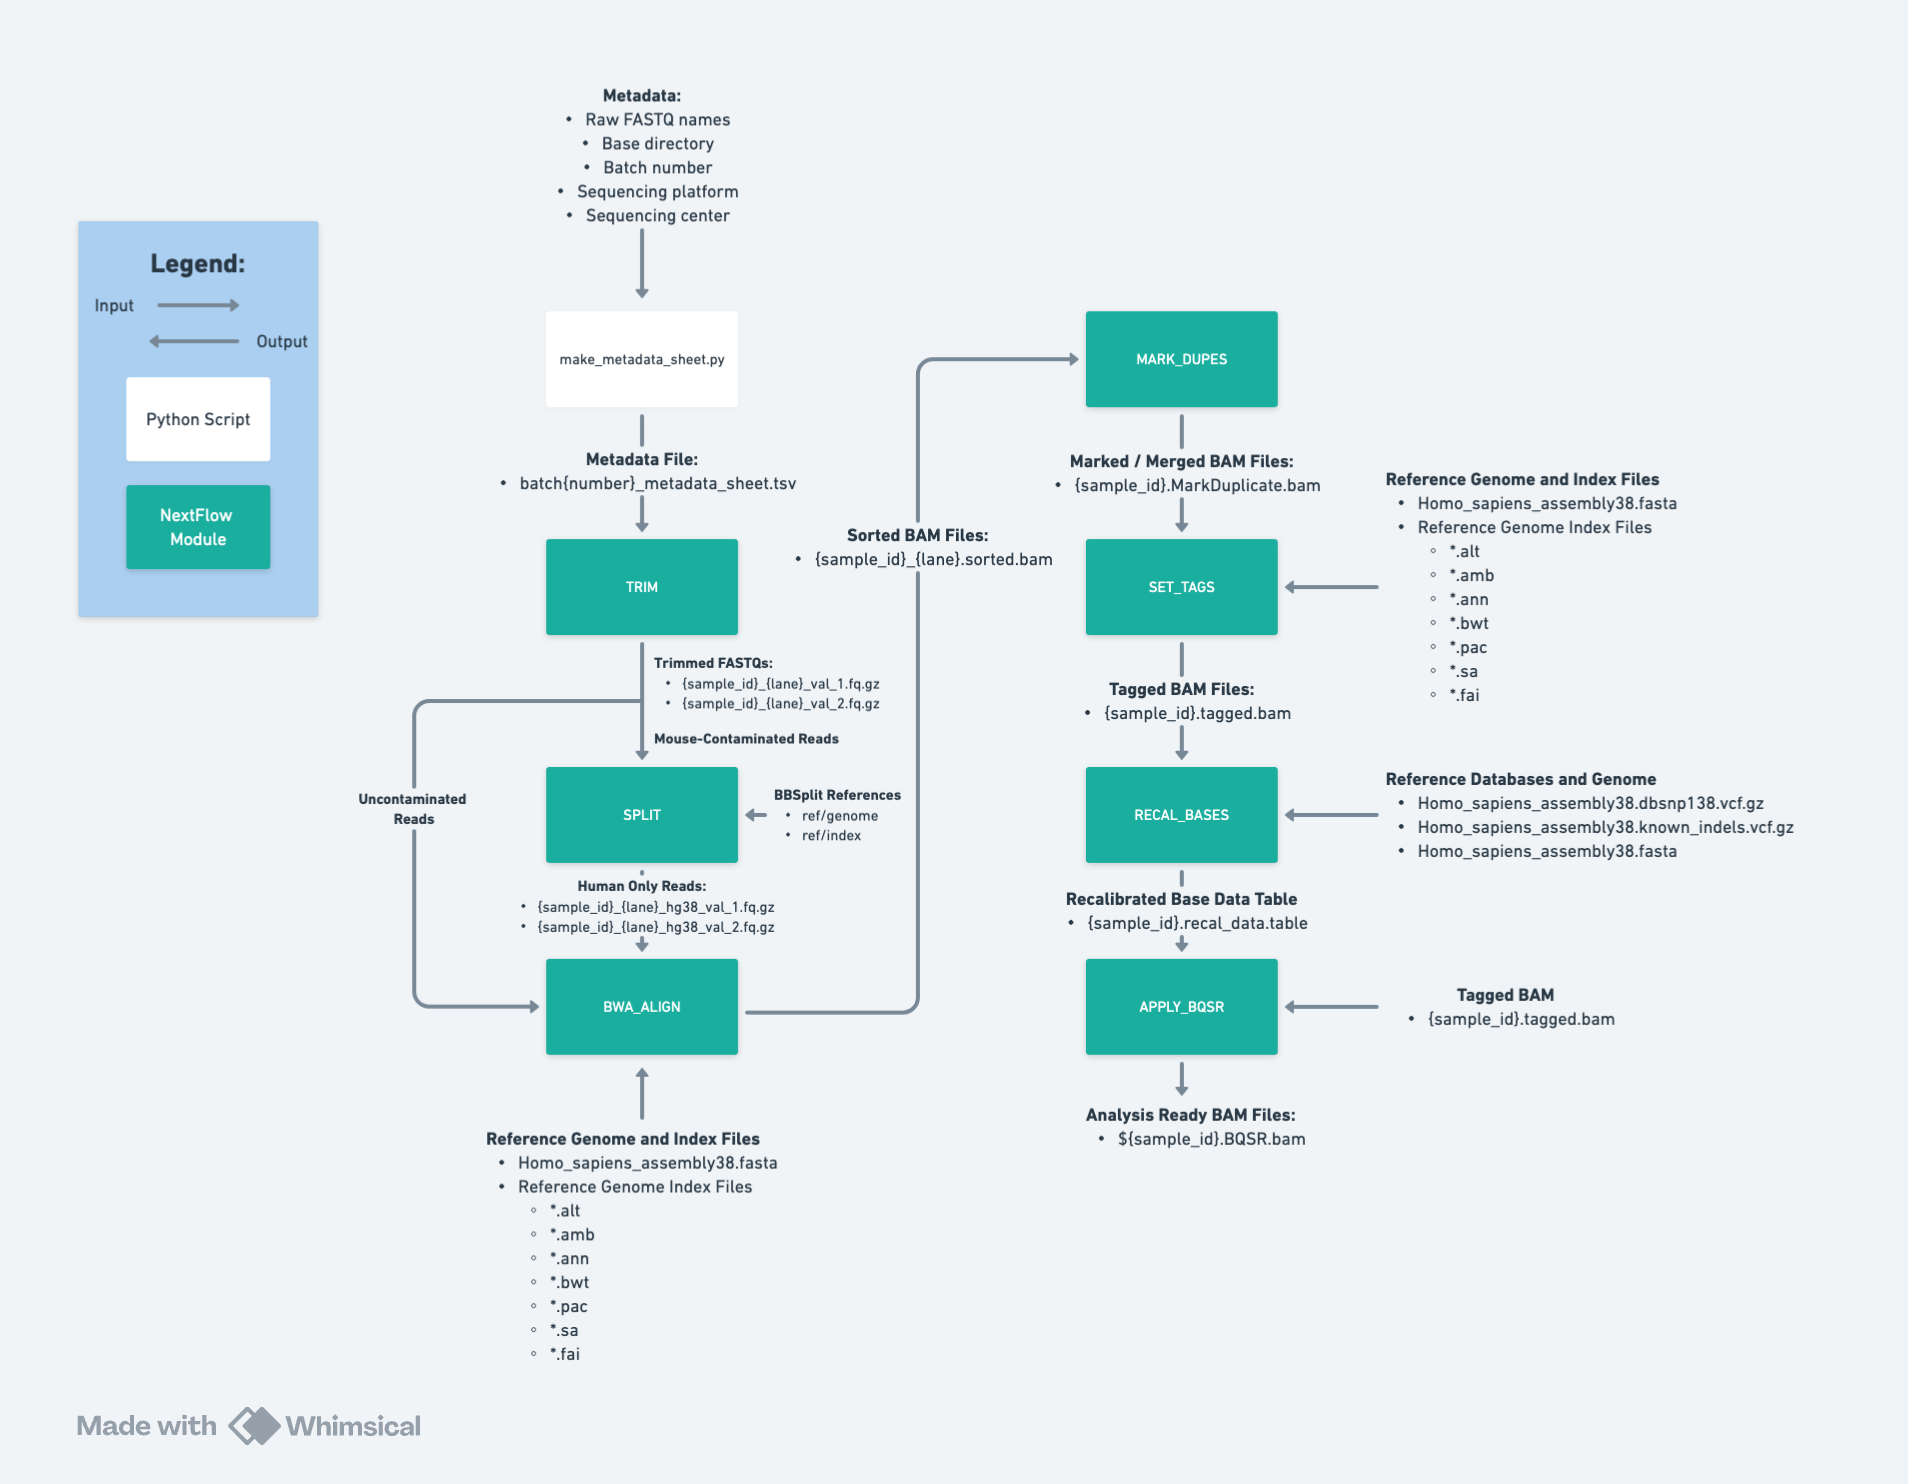 Metadata:
• Raw FASTQ names
• Base directory
• Batch number
• Sequencing platform
• Sequencing center
Legend:
Input
Output
Python Script
NextFlow
Module
make_metadata_sheet.py
Metadata File:
• batch{number}_metadata_sheet.tsv
TRIM
Trimmed FASTQs:
• {sample_id}_{lane}_val_1.fq.gz
• {sample_id}_{lane}_val_2.fq.gz
Mouse-Contaminated Reads
Uncontaminated
Reads
SPLIT
BBSplit References
• ref/genome
• ref/index
Human Only Reads:
• {sample_id}_{lane}_hg38_val_1.fq.gz
• {sample_id}_{lane}_hg38_val_2.fq.gz
BWA_ALIGN
Reference Genome and Index Files
• Homo_sapiens_assembly38.fasta
• Reference Genome Index Files
◦ *.alt
◦ *.amb
◦ *.ann
◦ *.bwt
◦ *.pac
◦ *.sa
◦ *.fai
Sorted BAM Files:
• {sample_id}_{lane}.sorted.bam
MARK_DUPES
Marked / Merged BAM Files:
• {sample_id}.MarkDuplicate.bam
SET_TAGS
Reference Genome and Index Files
• Homo_sapiens_assembly38.fasta
• Reference Genome Index Files
◦ *.alt
◦ *.amb
◦ *.ann
◦ *.bwt
◦ *.pac
◦ *.sa
◦ *.fai
Tagged BAM Files:
• {sample_id}.tagged.bam
RECAL_BASES
Reference Databases and Genome
• Homo_sapiens_assembly38.dbsnp138.vcf.gz
• Homo_sapiens_assembly38.known_indels.vcf.gz
• Homo_sapiens_assembly38.fasta
Recalibrated Base Data Table
• {sample_id}.recal_data.table
APPLY_BQSR
Tagged BAM
• {sample_id}.tagged.bam
Analysis Ready BAM Files:
• ${sample_id}.BQSR.bam
Made with Whimsical